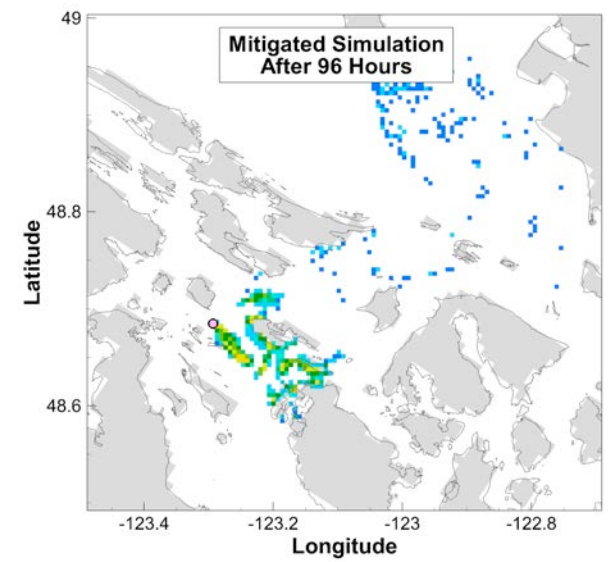 49
Mitigated Simulation
After 96 Hours
48.8
Latitude
48.6
-123.4
-123.2
-123
-122.8
Longitude